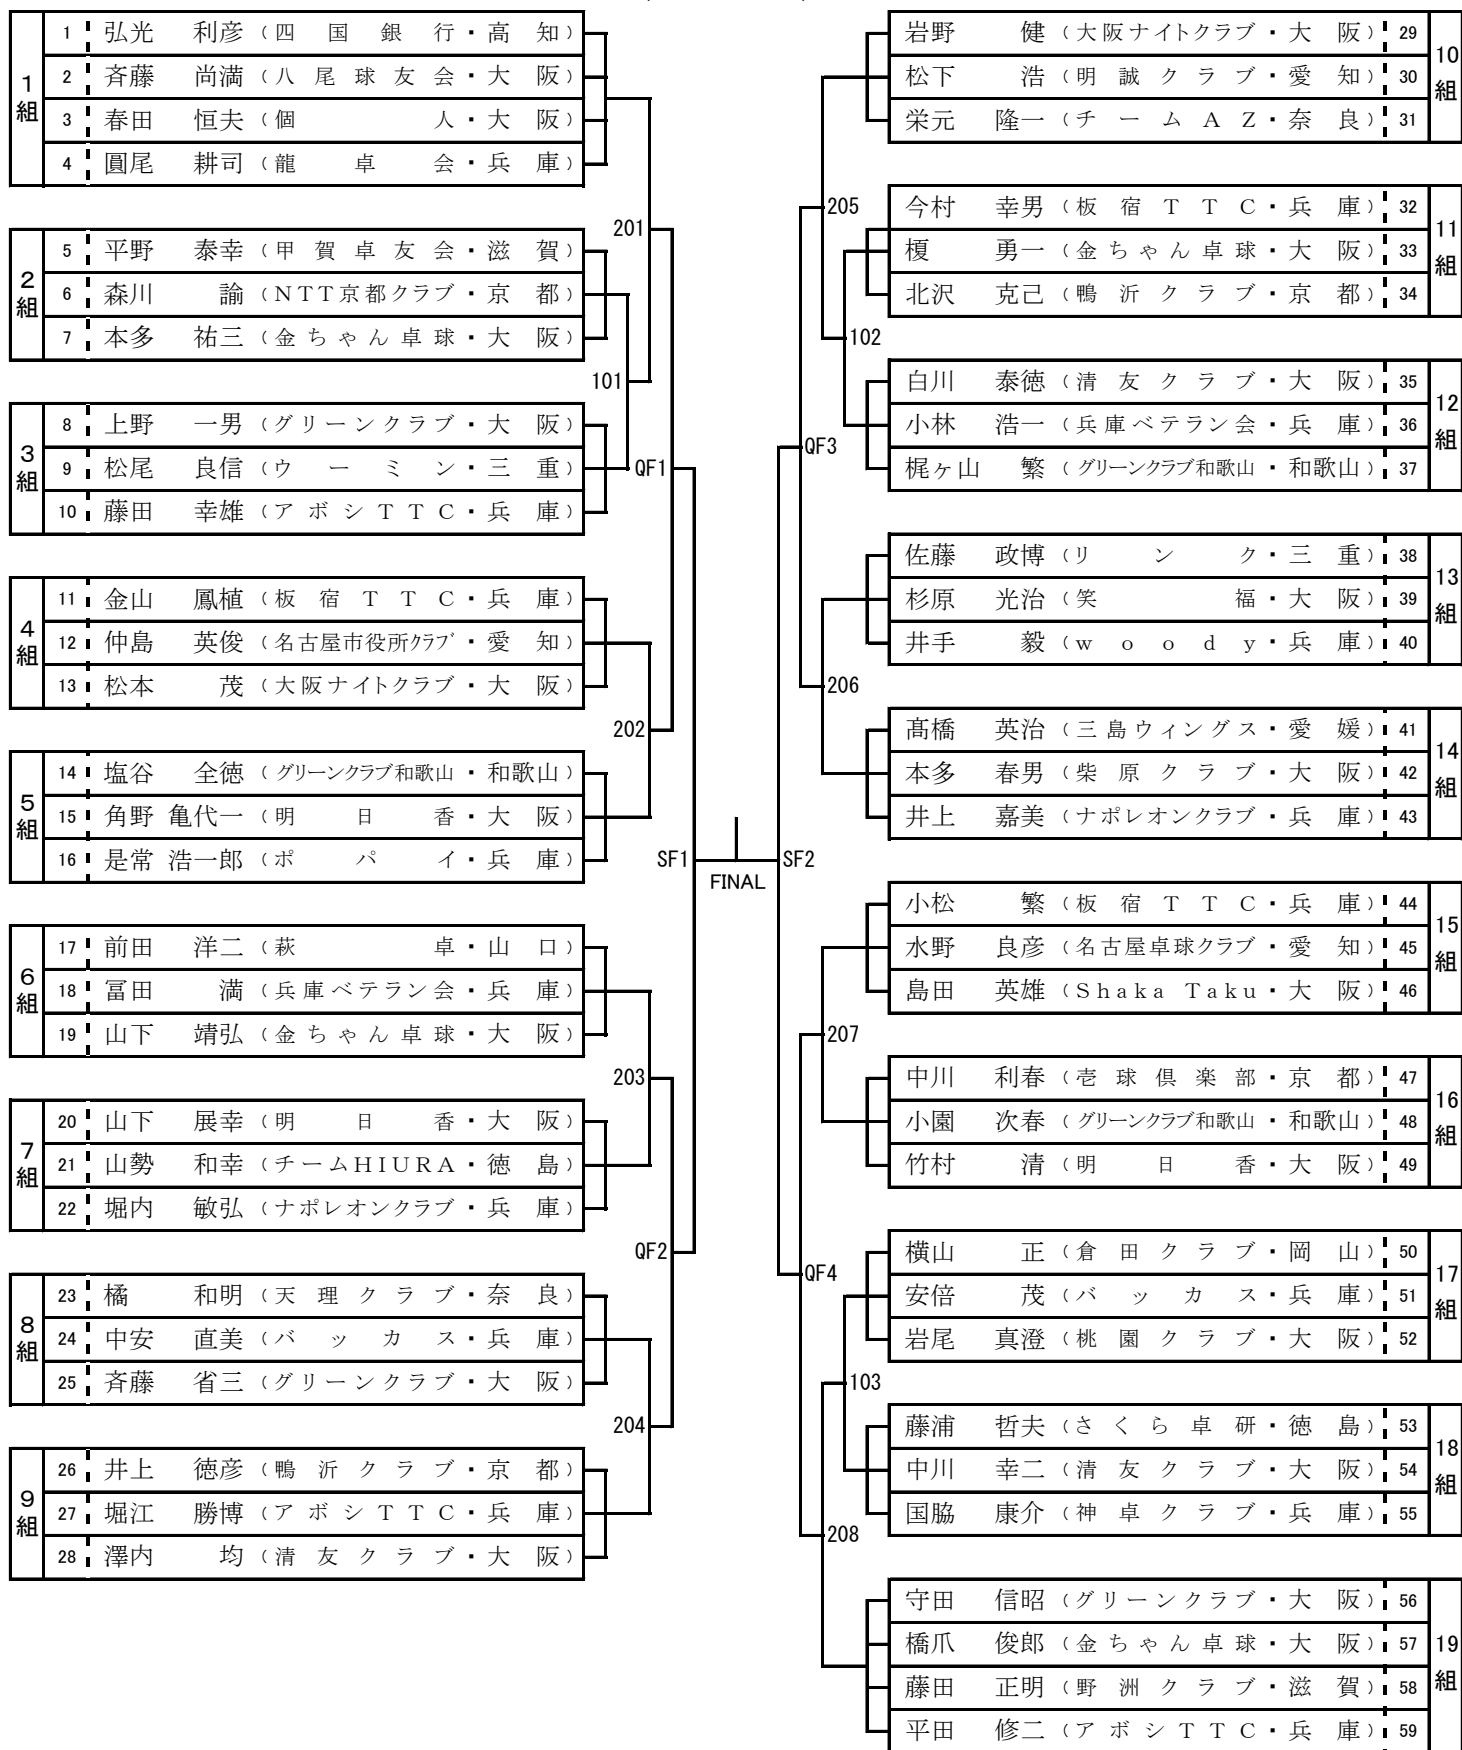 1組
1 弘光 利彦 (四国銀行・高知)
2 斉藤 尚満 (八尾球友会・大阪)
3 春田 恒夫 (個人・大阪)
4 圓尾 耕司 (龍卓会・兵庫)
2組
5 平野 泰幸 (甲賀卓友会・滋賀)
6 森川 諭 (NTT京都クラブ・京都)
7 本多 祐三 (金ちゃん卓球・大阪)
3組
8 上野 一男 (グリーンクラブ・大阪)
9 松尾 良信 (ウーミン・三重)
10 藤田 幸雄 (アボシTTC・兵庫)
4組
11 金山 鳳植 (板宿TTC・兵庫)
12 仲島 英俊 (名古屋市役所クラブ・愛知)
13 松本 茂 (大阪ナイトクラブ・大阪)
5組
14 塩谷 全徳 (グリーンクラブ和歌山・和歌山)
15 角野 亀代一 (明日香・大阪)
16 是常 浩一郎 (ポパイ・兵庫)
6組
17 前田 洋二 (萩卓・山口)
18 冨田 満 (兵庫ベテラン会・兵庫)
19 山下 靖弘 (金ちゃん卓球・大阪)
7組
20 山下 展幸 (明日香・大阪)
21 山勢 和幸 (チームHIURA・徳島)
22 堀内 敏弘 (ナポレオンクラブ・兵庫)
8組
23 橘 和明 (天理クラブ・奈良)
24 中安 直美 (バッカス・兵庫)
25 斉藤 省三 (グリーンクラブ・大阪)
9組
26 井上 徳彦 (鴨沂クラブ・京都)
27 堀江 勝博 (アボシTTC・兵庫)
28 澤内 均 (清友クラブ・大阪)
201
101
QF1
202
SF1
203
QF2
204
FINAL
SF2
205
102
QF3
206
207
QF4
103
208
岩野 健 (大阪ナイトクラブ・大阪) 29
松下 浩 (明誠クラブ・愛知) 30
栄元 隆一 (チームAZ・奈良) 31
10組
今村 幸男 (板宿TTC・兵庫) 32
榎 勇一 (金ちゃん卓球・大阪) 33
北沢 克己 (鴨沂クラブ・京都) 34
11組
白川 泰徳 (清友クラブ・大阪) 35
小林 浩一 (兵庫ベテラン会・兵庫) 36
梶ヶ山 繁 (グリーンクラブ和歌山・和歌山) 37
12組
佐藤 政博 (リンク・三重) 38
杉原 光治 (笑福・大阪) 39
井手 毅 (woody・兵庫) 40
13組
髙橋 英治 (三島ウィングス・愛媛) 41
本多 春男 (柴原クラブ・大阪) 42
井上 嘉美 (ナポレオンクラブ・兵庫) 43
14組
小松 繁 (板宿TTC・兵庫) 44
水野 良彦 (名古屋卓球クラブ・愛知) 45
島田 英雄 (Shaka Taku・大阪) 46
15組
中川 利春 (壱球倶楽部・京都) 47
小園 次春 (グリーンクラブ和歌山・和歌山) 48
竹村 清 (明日香・大阪) 49
16組
横山 正 (倉田クラブ・岡山) 50
安倍 茂 (バッカス・兵庫) 51
岩尾 真澄 (桃園クラブ・大阪) 52
17組
藤浦 哲夫 (さくら卓研・徳島) 53
中川 幸二 (清友クラブ・大阪) 54
国脇 康介 (神卓クラブ・兵庫) 55
18組
守田 信昭 (グリーンクラブ・大阪) 56
橋爪 俊郎 (金ちゃん卓球・大阪) 57
藤田 正明 (野洲クラブ・滋賀) 58
平田 修二 (アボシTTC・兵庫) 59
19組